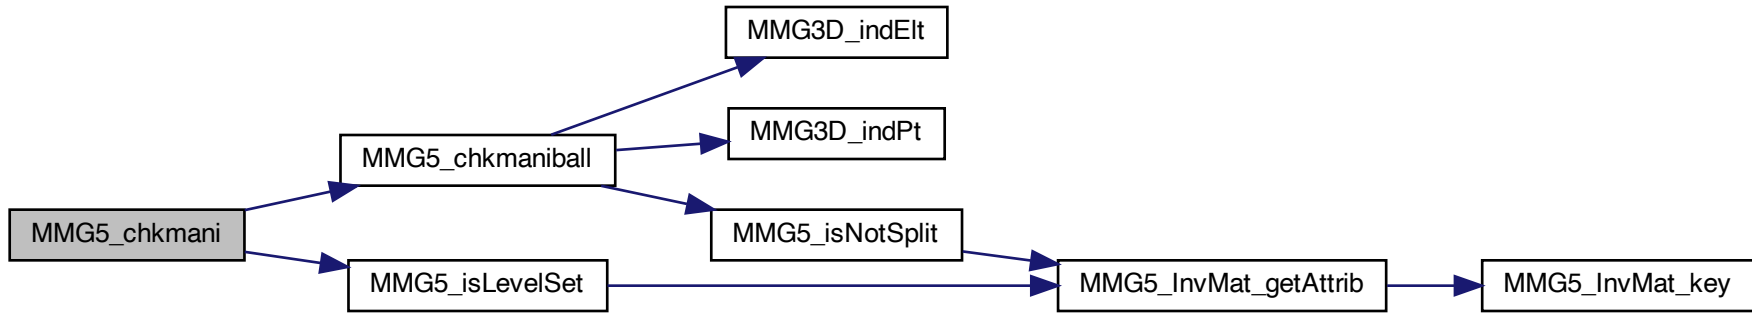 MMG3D_indElt
MMG3D_indPt
MMG5_chkmaniball
MMG5_chkmani
MMG5_isNotSplit
MMG5_isLevelSet
MMG5_InvMat_getAttrib
MMG5_InvMat_key